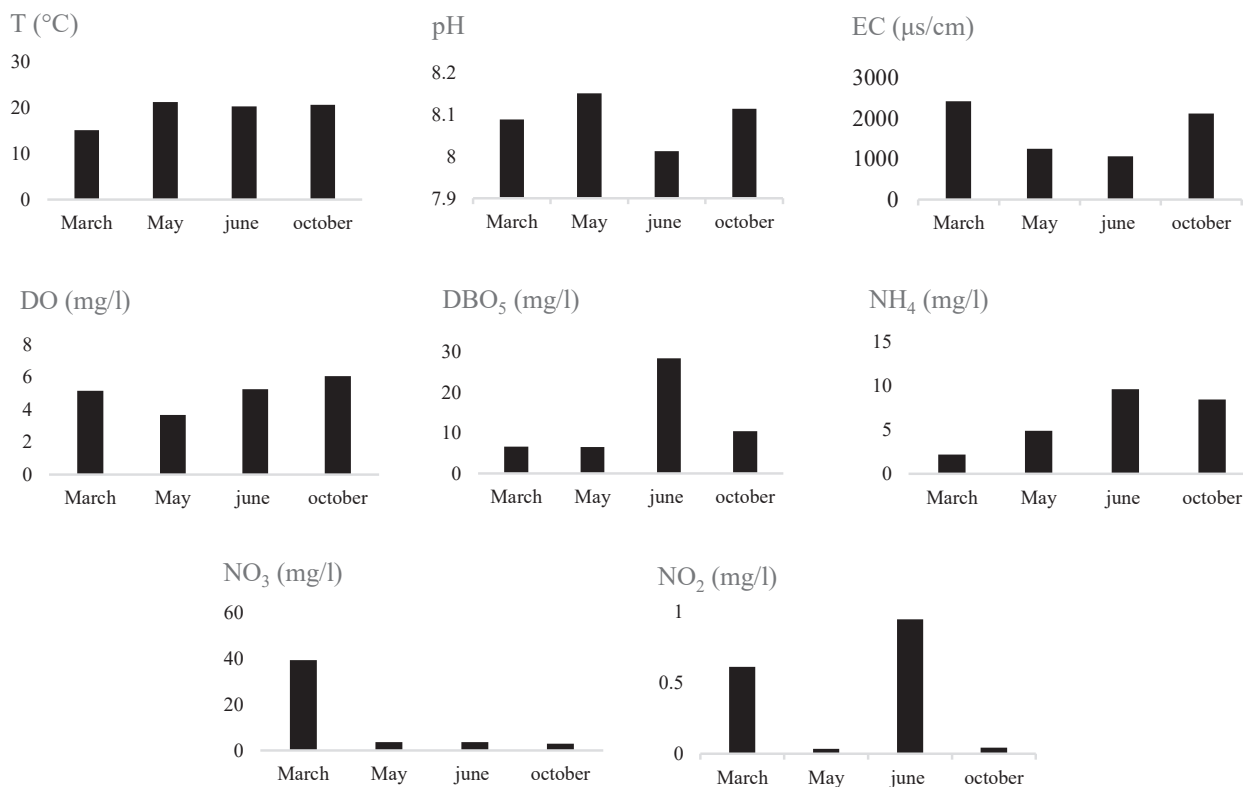 T (°C)
30
20
10
0
March May june october
pH
8.2
8.1
8
7.9
March May june october
EC (μs/cm)
3000
2000
1000
0
March May june october
DO (mg/l)
8
6
4
2
0
March May june october
DBO₅ (mg/l)
30
20
10
0
March May june october
NH₄ (mg/l)
15
10
5
0
March May june october
NO₃ (mg/l)
60
40
20
0
March May june october
NO₂ (mg/l)
1
0.5
0
March May june october